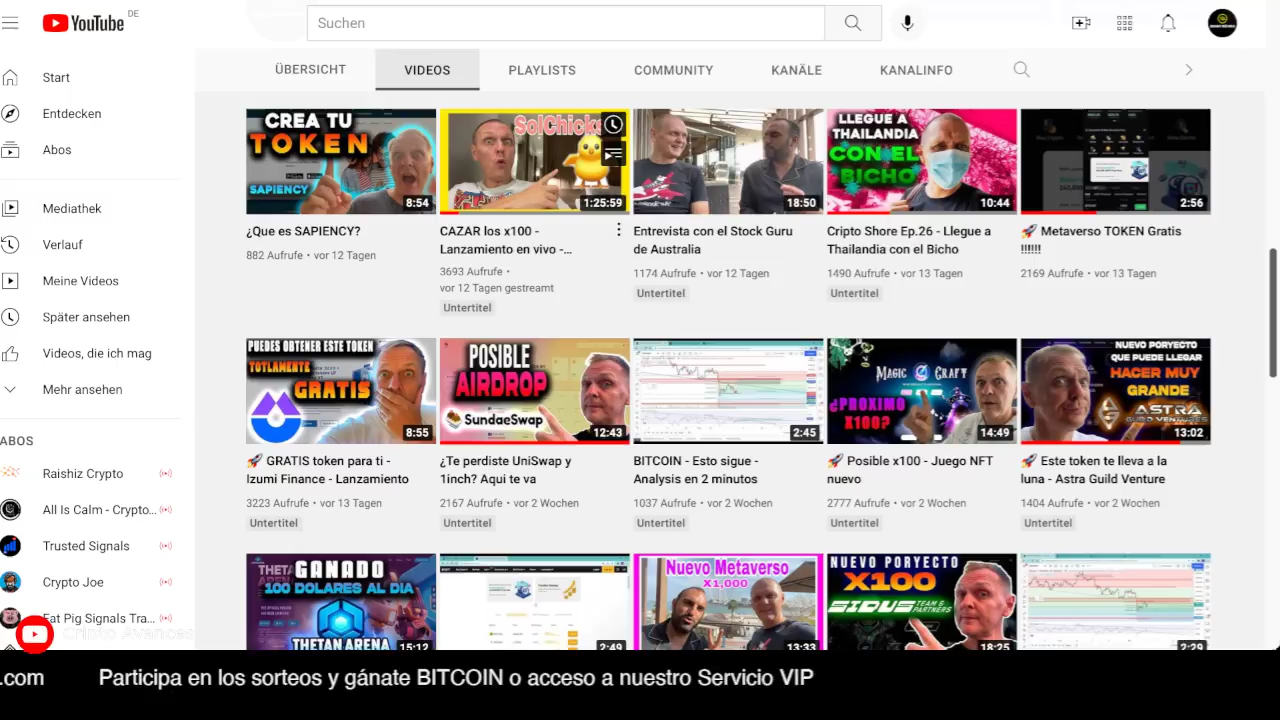 YouTube DE
Suchen
ÜBERSICHT VIDEOS PLAYLISTS COMMUNITY KANÄLE KANALINFO
Start
Entdecken
Abos
Mediathek
Verlauf
Meine Videos
Später ansehen
Videos, die ich mag
Mehr ansehen
ABOS
Raishiz Crypto
All Is Calm - Crypto...
Trusted Signals
Crypto Joe
Fat Pig Signals Tra...
Cripto Avances
CREA TU
TOKEN
SAPIENCY
8:54
¿Que es SAPIENCY?
882 Aufrufe • vor 12 Tagen
SolChicks
1:25:59
CAZAR los x100 -
Lanzamiento en vivo -...
3693 Aufrufe •
vor 12 Tagen gestreamt
Untertitel
18:50
Entrevista con el Stock Guru
de Australia
1174 Aufrufe • vor 12 Tagen
Untertitel
LLEGUE A
THAILANDIA
CON EL
BICHO
10:44
Cripto Shore Ep.26 - Llegue a
Thailandia con el Bicho
1490 Aufrufe • vor 13 Tagen
Untertitel
2:56
🚀 Metaverso TOKEN Gratis
!!!!!!
2169 Aufrufe • vor 13 Tagen
PUEDES OBTENER ESTE TOKEN
TOTLAMENTE
GRATIS
8:55
🚀 GRATIS token para ti -
Izumi Finance - Lanzamiento
3223 Aufrufe • vor 13 Tagen
Untertitel
POSIBLE
AIRDROP
SundaeSwap
12:43
¿Te perdiste UniSwap y
1inch? Aqui te va
2167 Aufrufe • vor 2 Wochen
Untertitel
2:45
BITCOIN - Esto sigue -
Analysis en 2 minutos
1037 Aufrufe • vor 2 Wochen
Untertitel
MAGIC CRAFT
¿PROXIMO
X100?
14:49
🚀 Posible x100 - Juego NFT
nuevo
2777 Aufrufe • vor 2 Wochen
Untertitel
NUEVO PORYECTO
QUE PUEDE LLEGAR
HACER MUY
GRANDE
ASTRA
GUILD VENTURES
13:02
🚀 Este token te lleva a la
luna - Astra Guild Venture
1404 Aufrufe • vor 2 Wochen
Untertitel
GANADO
100 DOLARES AL DIA
THETAN ARENA
15:12
2:49
Nuevo Metaverso
X1,000
13:33
NUEVO PORYECTO
X100
SIDUS TEAM &
PARTNERS
18:25
2:29
.com Participa en los sorteos y gánate BITCOIN o acceso a nuestro Servicio VIP